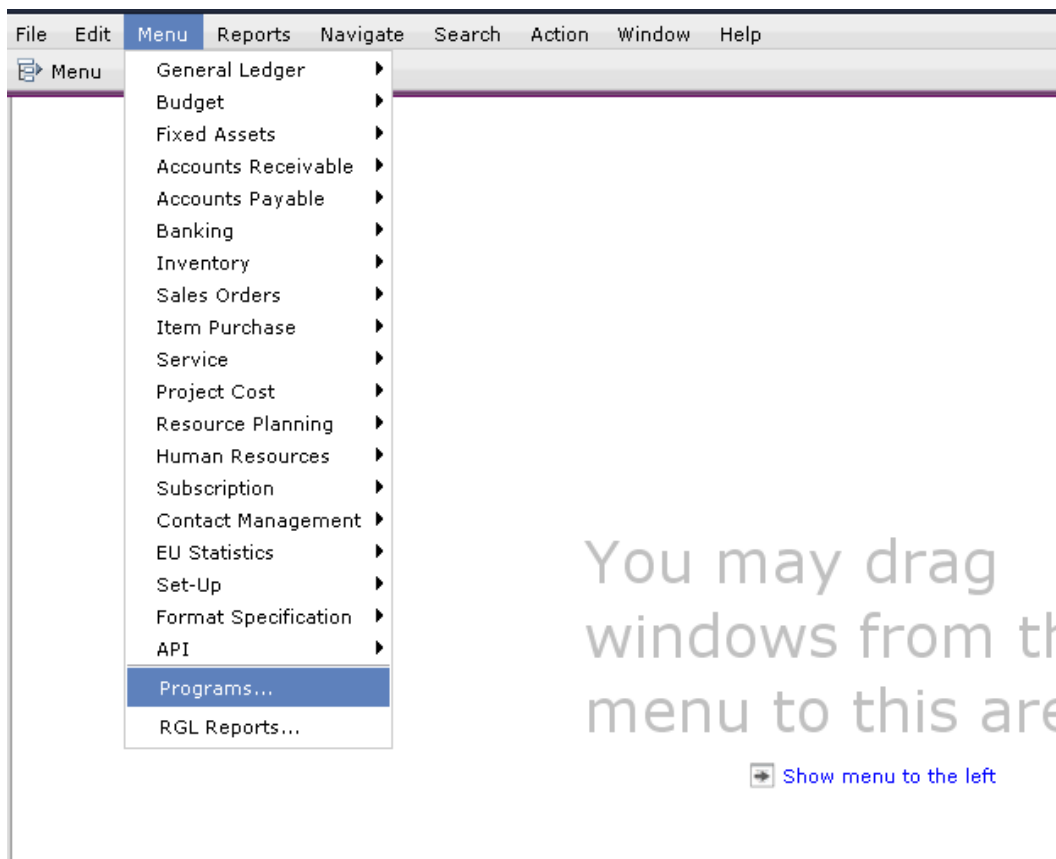 File Edit Menu Reports Navigate Search Action Window Help
Menu
General Ledger
Budget
Fixed Assets
Accounts Receivable
Accounts Payable
Banking
Inventory
Sales Orders
Item Purchase
Service
Project Cost
Resource Planning
Human Resources
Subscription
Contact Management
EU Statistics
Set-Up
Format Specification
API
Programs...
RGL Reports...
You may drag
windows from th
menu to this are
Show menu to the left